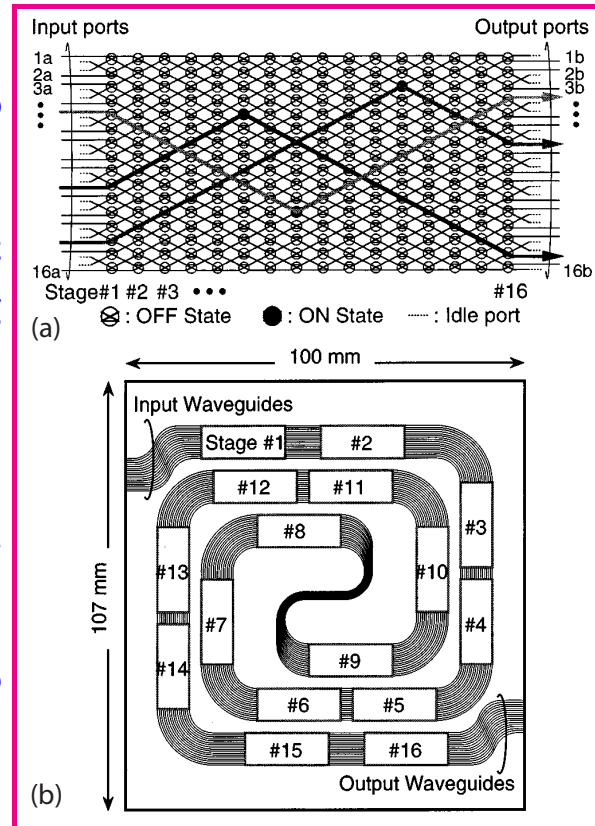 Input ports
Output ports
1a
1b
2a
2b
3a
3b
•••
•••
16a
16b
Stage#1 #2 #3 •••
#16
: OFF State : ON State : Idle port
(a)
100 mm
107 mm
Input Waveguides
Stage #1
#2
#12
#11
#8
#3
#13
#10
#7
#4
#14
#9
#6
#5
#15
#16
Output Waveguides
(b)